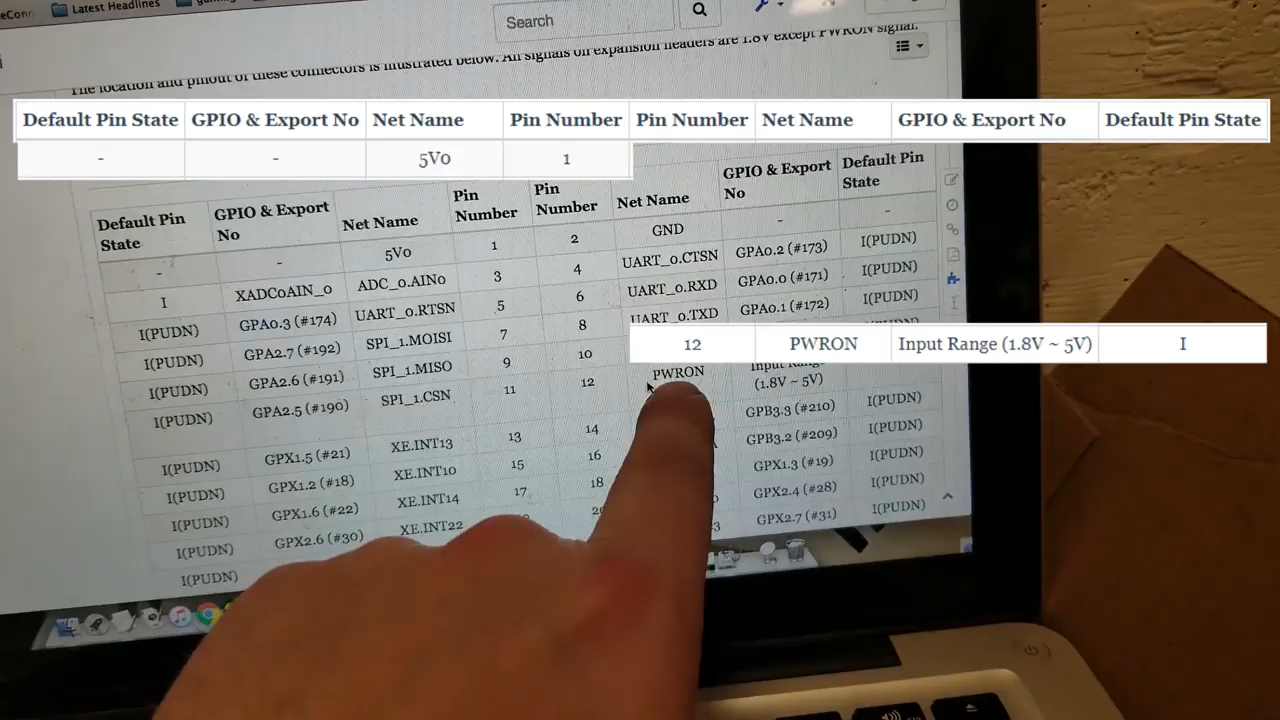 Latest Headlines
Search
The location and pinout of these connectors is illustrated below. All signals on expansion headers are 1.8V except PWRON signal.
Default Pin State GPIO & Export No Net Name Pin Number Pin Number Net Name GPIO & Export No Default Pin State
- - 5V0 1
Default Pin State GPIO & Export No Net Name Pin Number Pin Number Net Name GPIO & Export No Default Pin State
- - 5V0 1 2 GND - -
I XADC0AIN_0 ADC_0.AIN0 3 4 UART_0.CTSN GPA0.2 (#173) I(PUDN)
I(PUDN) GPA0.3 (#174) UART_0.RTSN 5 6 UART_0.RXD GPA0.0 (#171) I(PUDN)
I(PUDN) GPA2.7 (#192) SPI_1.MOISI 7 8 UART_0.TXD GPA0.1 (#172) I(PUDN)
I(PUDN) GPA2.6 (#191) SPI_1.MISO 9 10
12 PWRON Input Range (1.8V ~ 5V) I
I(PUDN) GPA2.5 (#190) SPI_1.CSN 11 12 PWRON Input Range (1.8V ~ 5V)
I(PUDN) GPX1.5 (#21) XE.INT13 13 14 GPB3.3 (#210) I(PUDN)
I(PUDN) GPX1.2 (#18) XE.INT10 15 16 GPB3.2 (#209) I(PUDN)
I(PUDN) GPX1.6 (#22) XE.INT14 17 18 GPX1.3 (#19) I(PUDN)
I(PUDN) GPX2.6 (#30) XE.INT22 GPX2.4 (#28) I(PUDN)
I(PUDN) GPX2.7 (#31) I(PUDN)